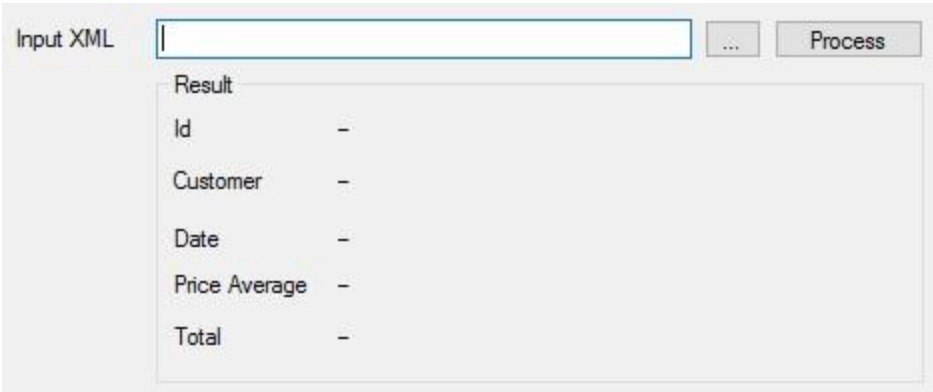 Input XML ... Process
Result
Id –
Customer –
Date –
Price Average –
Total –